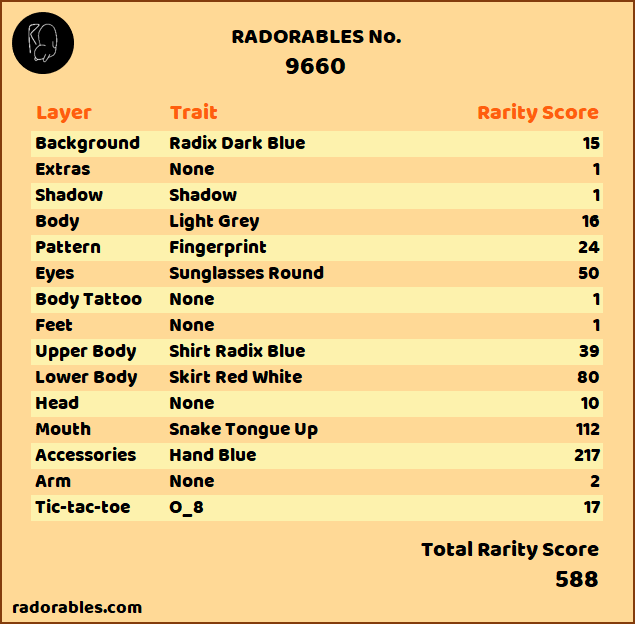 RADORABLES No.
9660
Layer Trait Rarity Score
Background Radix Dark Blue 15
Extras None 1
Shadow Shadow 1
Body Light Grey 16
Pattern Fingerprint 24
Eyes Sunglasses Round 50
Body Tattoo None 1
Feet None 1
Upper Body Shirt Radix Blue 39
Lower Body Skirt Red White 80
Head None 10
Mouth Snake Tongue Up 112
Accessories Hand Blue 217
Arm None 2
Tic-tac-toe O_8 17
Total Rarity Score
588
radorables.com